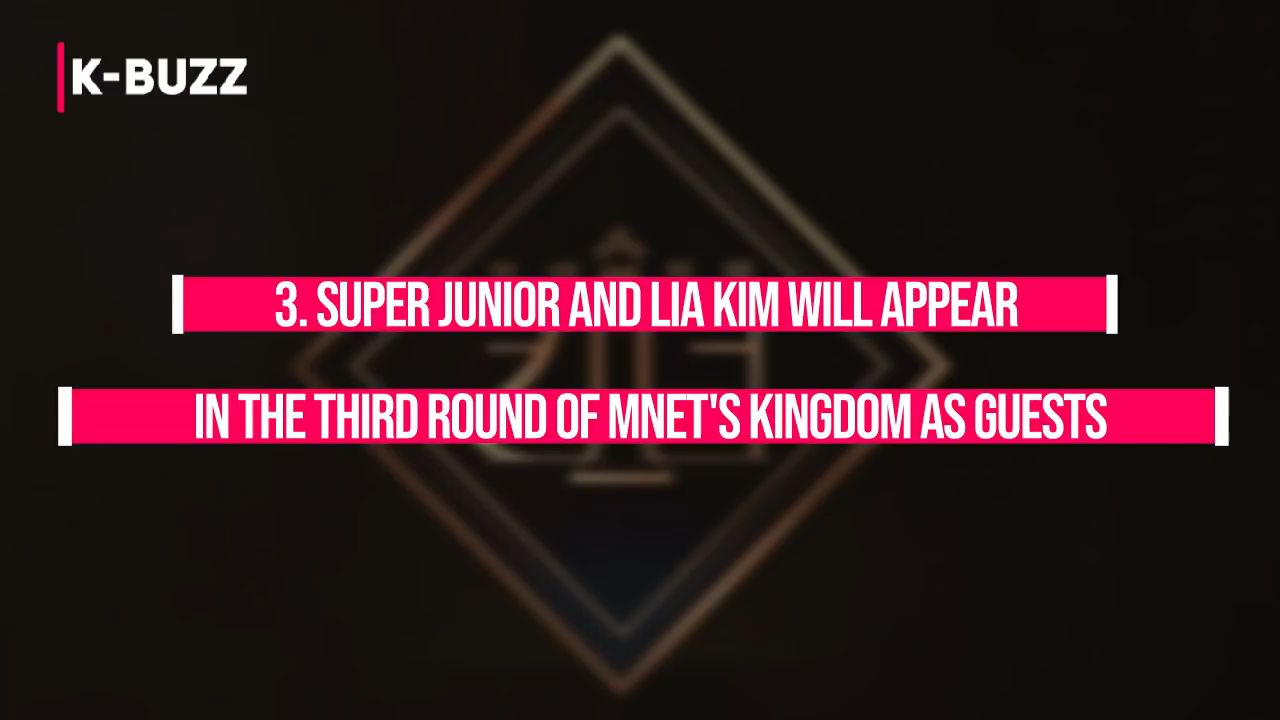 K-BUZZ
3. SUPER JUNIOR AND LIA KIM WILL APPEAR
IN THE THIRD ROUND OF MNET'S KINGDOM AS GUESTS